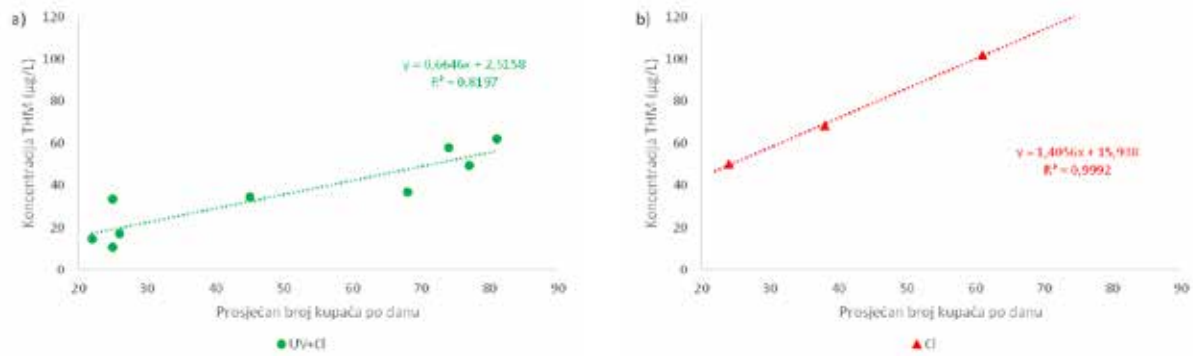 a)
120
100
80
60
40
20
0
Koncentracija THM (µg/L)
y = 0,6646x + 2,5158
R² = 0,8197
20 30 40 50 60 70 80 90
Prosječan broj kupača po danu
UV+Cl
b)
120
100
80
60
40
20
0
Koncentracija THM (µg/L)
y = 1,4056x + 15,938
R² = 0,9992
20 30 40 50 60 70 80 90
Prosječan broj kupača po danu
Cl